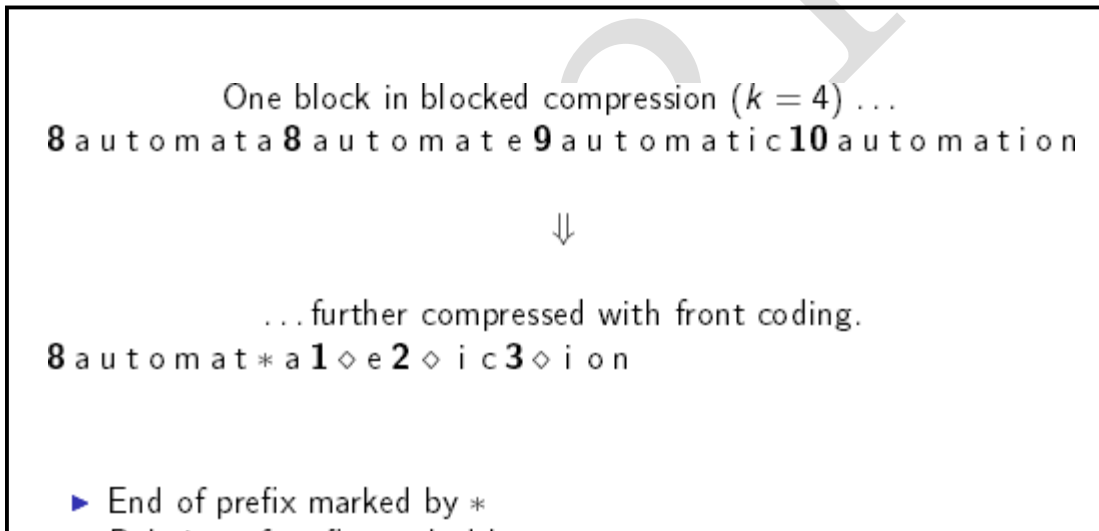 One block in blocked compression (k = 4) …
8 a u t o m a t a 8 a u t o m a t e 9 a u t o m a t i c 10 a u t o m a t i o n
⇓
… further compressed with front coding.
8 a u t o m a t ∗ a 1 ⋄ e 2 ⋄ i c 3 ⋄ i o n
▶ End of prefix marked by ∗